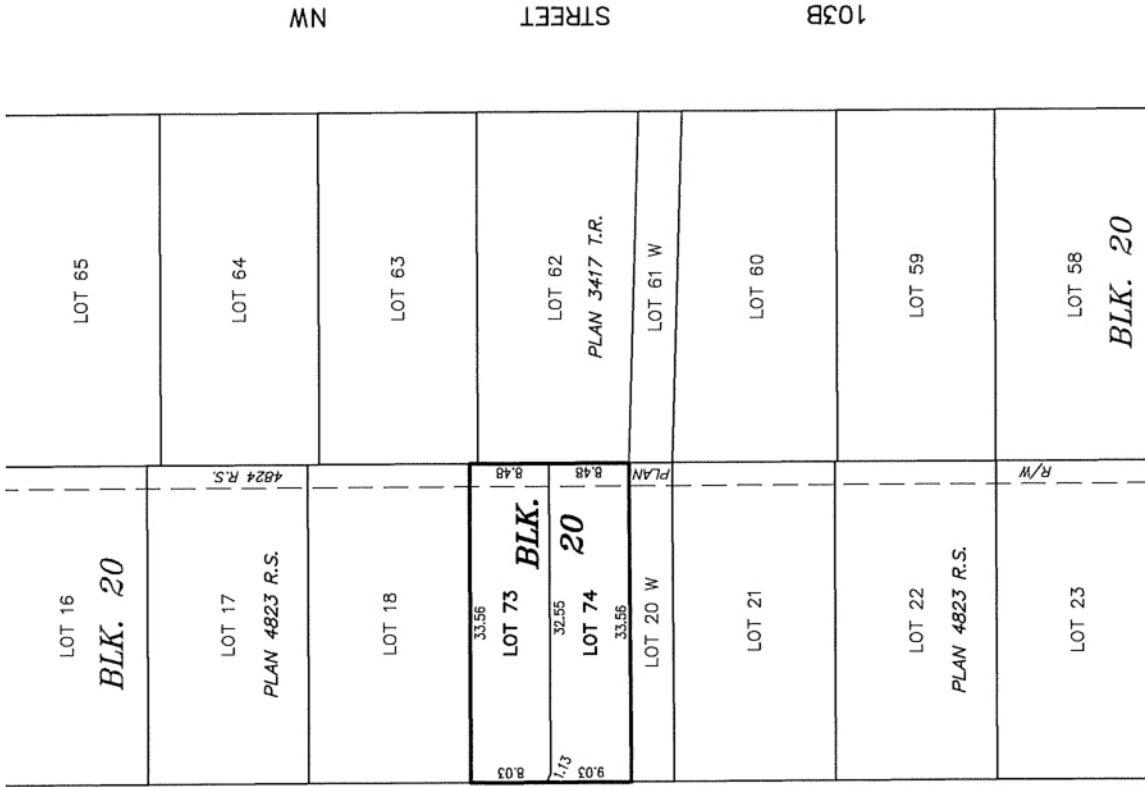 103B
STREET
NW
LOT 65
LOT 64
LOT 63
LOT 62
PLAN 3417 T.R.
LOT 61 W
LOT 60
LOT 59
LOT 58
BLK. 20
LOT 16
BLK. 20
LOT 17
PLAN 4823 R.S.
4824 R.S.
LOT 18
33.56
8.48
LOT 73
8.03
BLK.
20
32.55
1.13
LOT 74
8.48
9.03
33.56
PLAN
LOT 20 W
LOT 21
LOT 22
PLAN 4823 R.S.
R/W
LOT 23